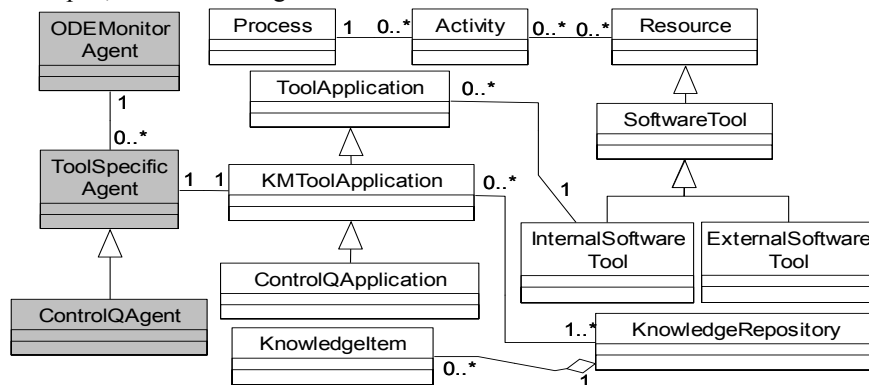 ODEMonitor
Agent
Process
1
0..*
Activity
0..*
0..*
Resource
ToolApplication
0..*
1
0..*
SoftwareTool
ToolSpecific
Agent
1
1
KMToolApplication
0..*
1
InternalSoftware
Tool
ExternalSoftware
Tool
ControlQApplication
ControlQAgent
1..*
KnowledgeRepository
KnowledgeItem
0..*
1